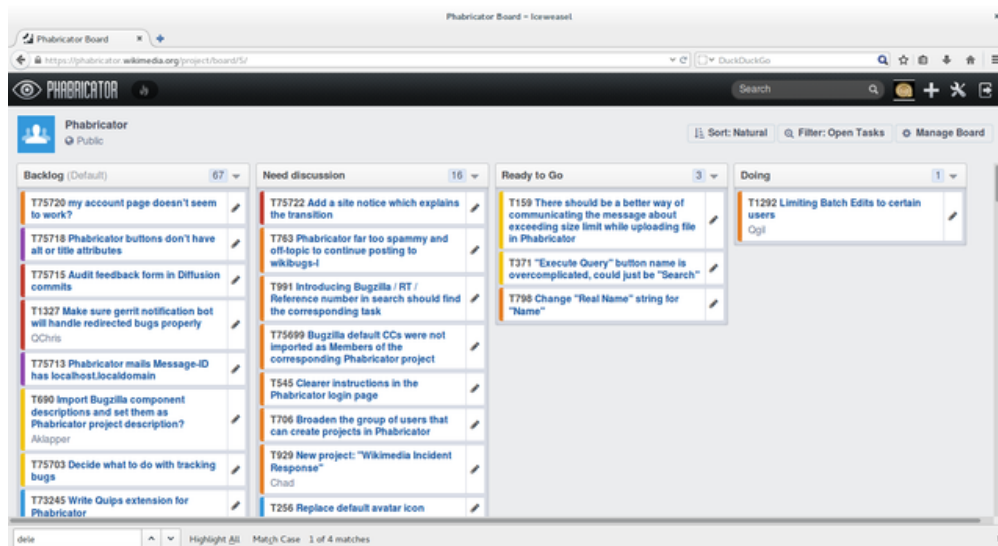 Phabricator Board - Iceweasel
Phabricator Board
https://phabricator.wikimedia.org/project/board/5/
DuckDuckGo
PHABRICATOR
Search
Phabricator
Public
Sort: Natural
Filter: Open Tasks
Manage Board
Backlog (Default) 67
T75720 my account page doesn't seem
to work?
T75718 Phabricator buttons don't have
alt or title attributes
T75715 Audit feedback form in Diffusion
commits
T1327 Make sure gerrit notification bot
will handle redirected bugs properly
QChris
T75713 Phabricator mails Message-ID
has localhost.localdomain
T690 Import Bugzilla component
descriptions and set them as
Phabricator project description?
Aklapper
T75703 Decide what to do with tracking
bugs
T73245 Write Quips extension for
Phabricator
Need discussion 16
T75722 Add a site notice which explains
the transition
T763 Phabricator far too spammy and
off-topic to continue posting to
wikibugs-l
T991 Introducing Bugzilla / RT /
Reference number in search should find
the corresponding task
T75699 Bugzilla default CCs were not
imported as Members of the
corresponding Phabricator project
T545 Clearer instructions in the
Phabricator login page
T706 Broaden the group of users that
can create projects in Phabricator
T929 New project: "Wikimedia Incident
Response"
Chad
T256 Replace default avatar icon
Ready to Go 3
T159 There should be a better way of
communicating the message about
exceeding size limit while uploading file
in Phabricator
T371 "Execute Query" button name is
overcomplicated, could just be "Search"
T798 Change "Real Name" string for
"Name"
Doing 1
T1292 Limiting Batch Edits to certain
users
Qgil
dele
Highlight All
Match Case
1 of 4 matches